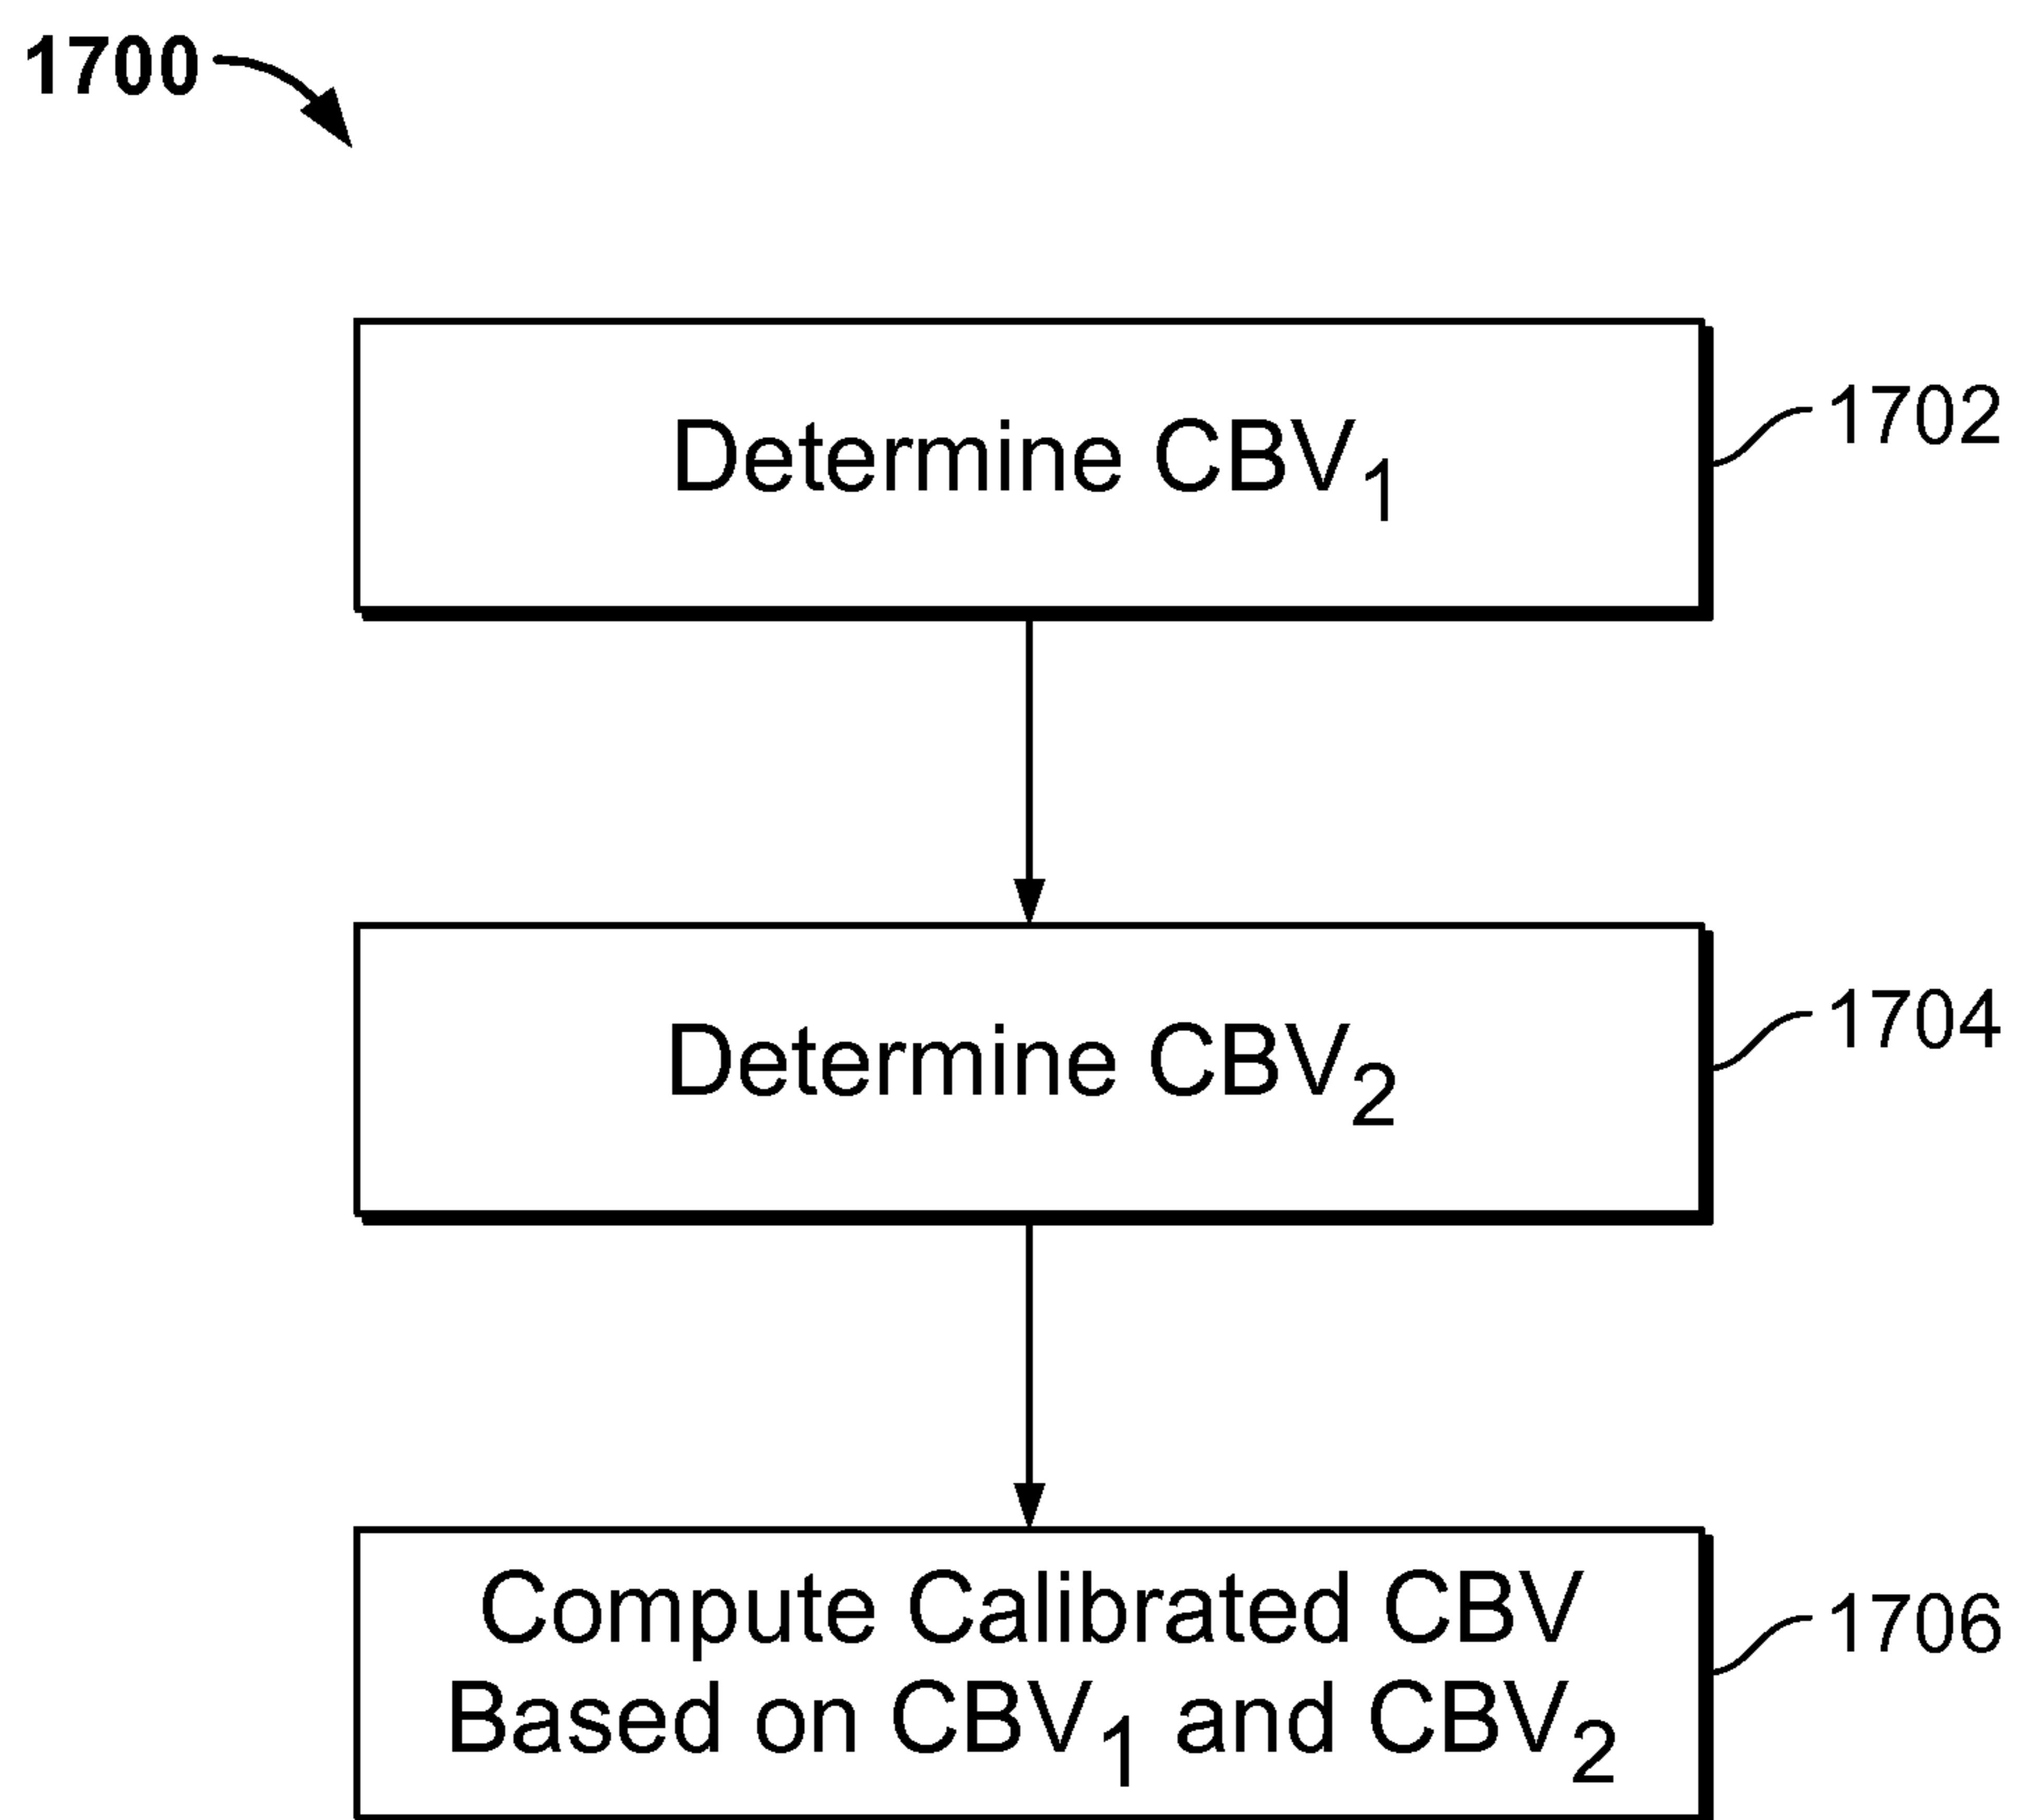 1700
Determine CBV₁
1702
Determine CBV₂
1704
Compute Calibrated CBV
Based on CBV₁ and CBV₂
1706